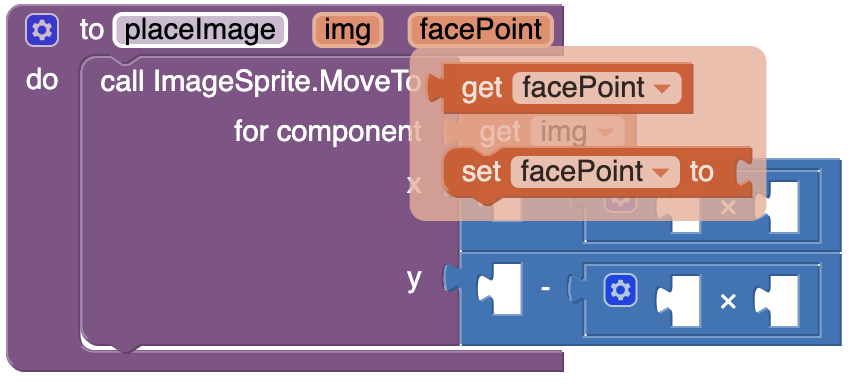 to placeImage img facePoint
do call ImageSprite.MoveTo
get facePoint
for component get img
set facePoint to
x ×
y - ×